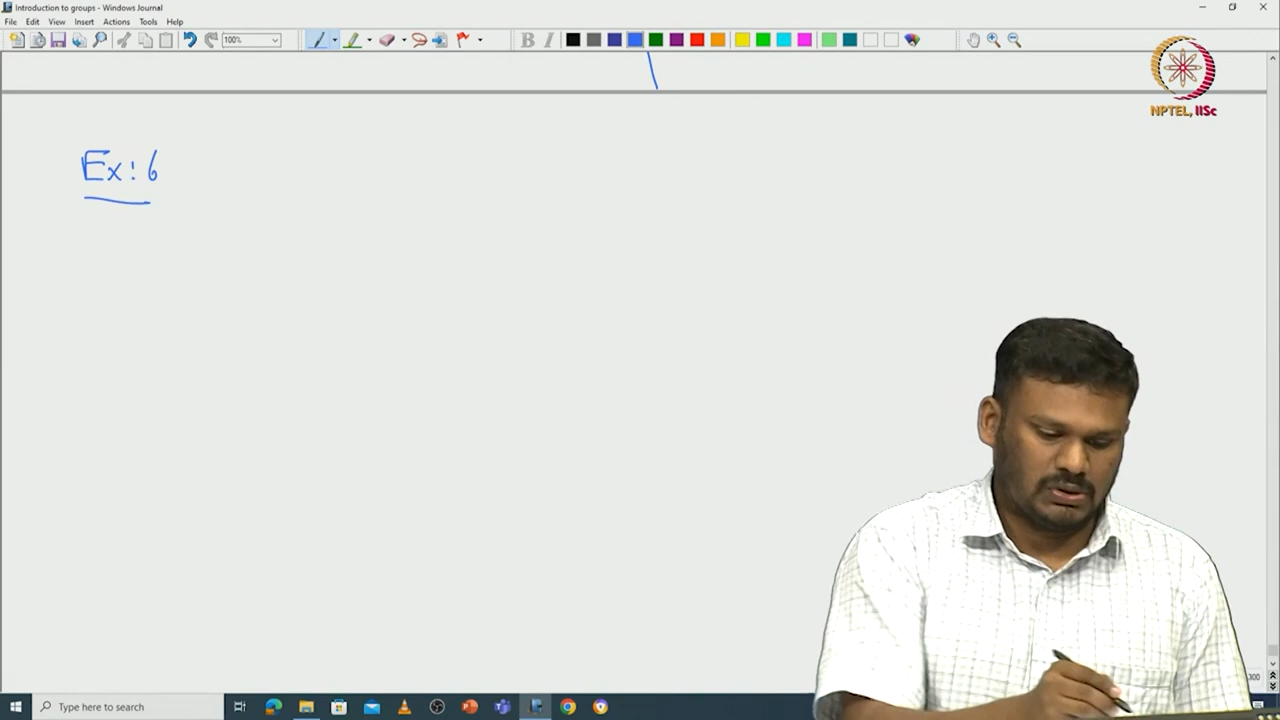 Introduction to groups - Windows Journal
File Edit View Insert Actions Tools Help
100%
B I
NPTEL, IISc
Ex: 6
300
Type here to search